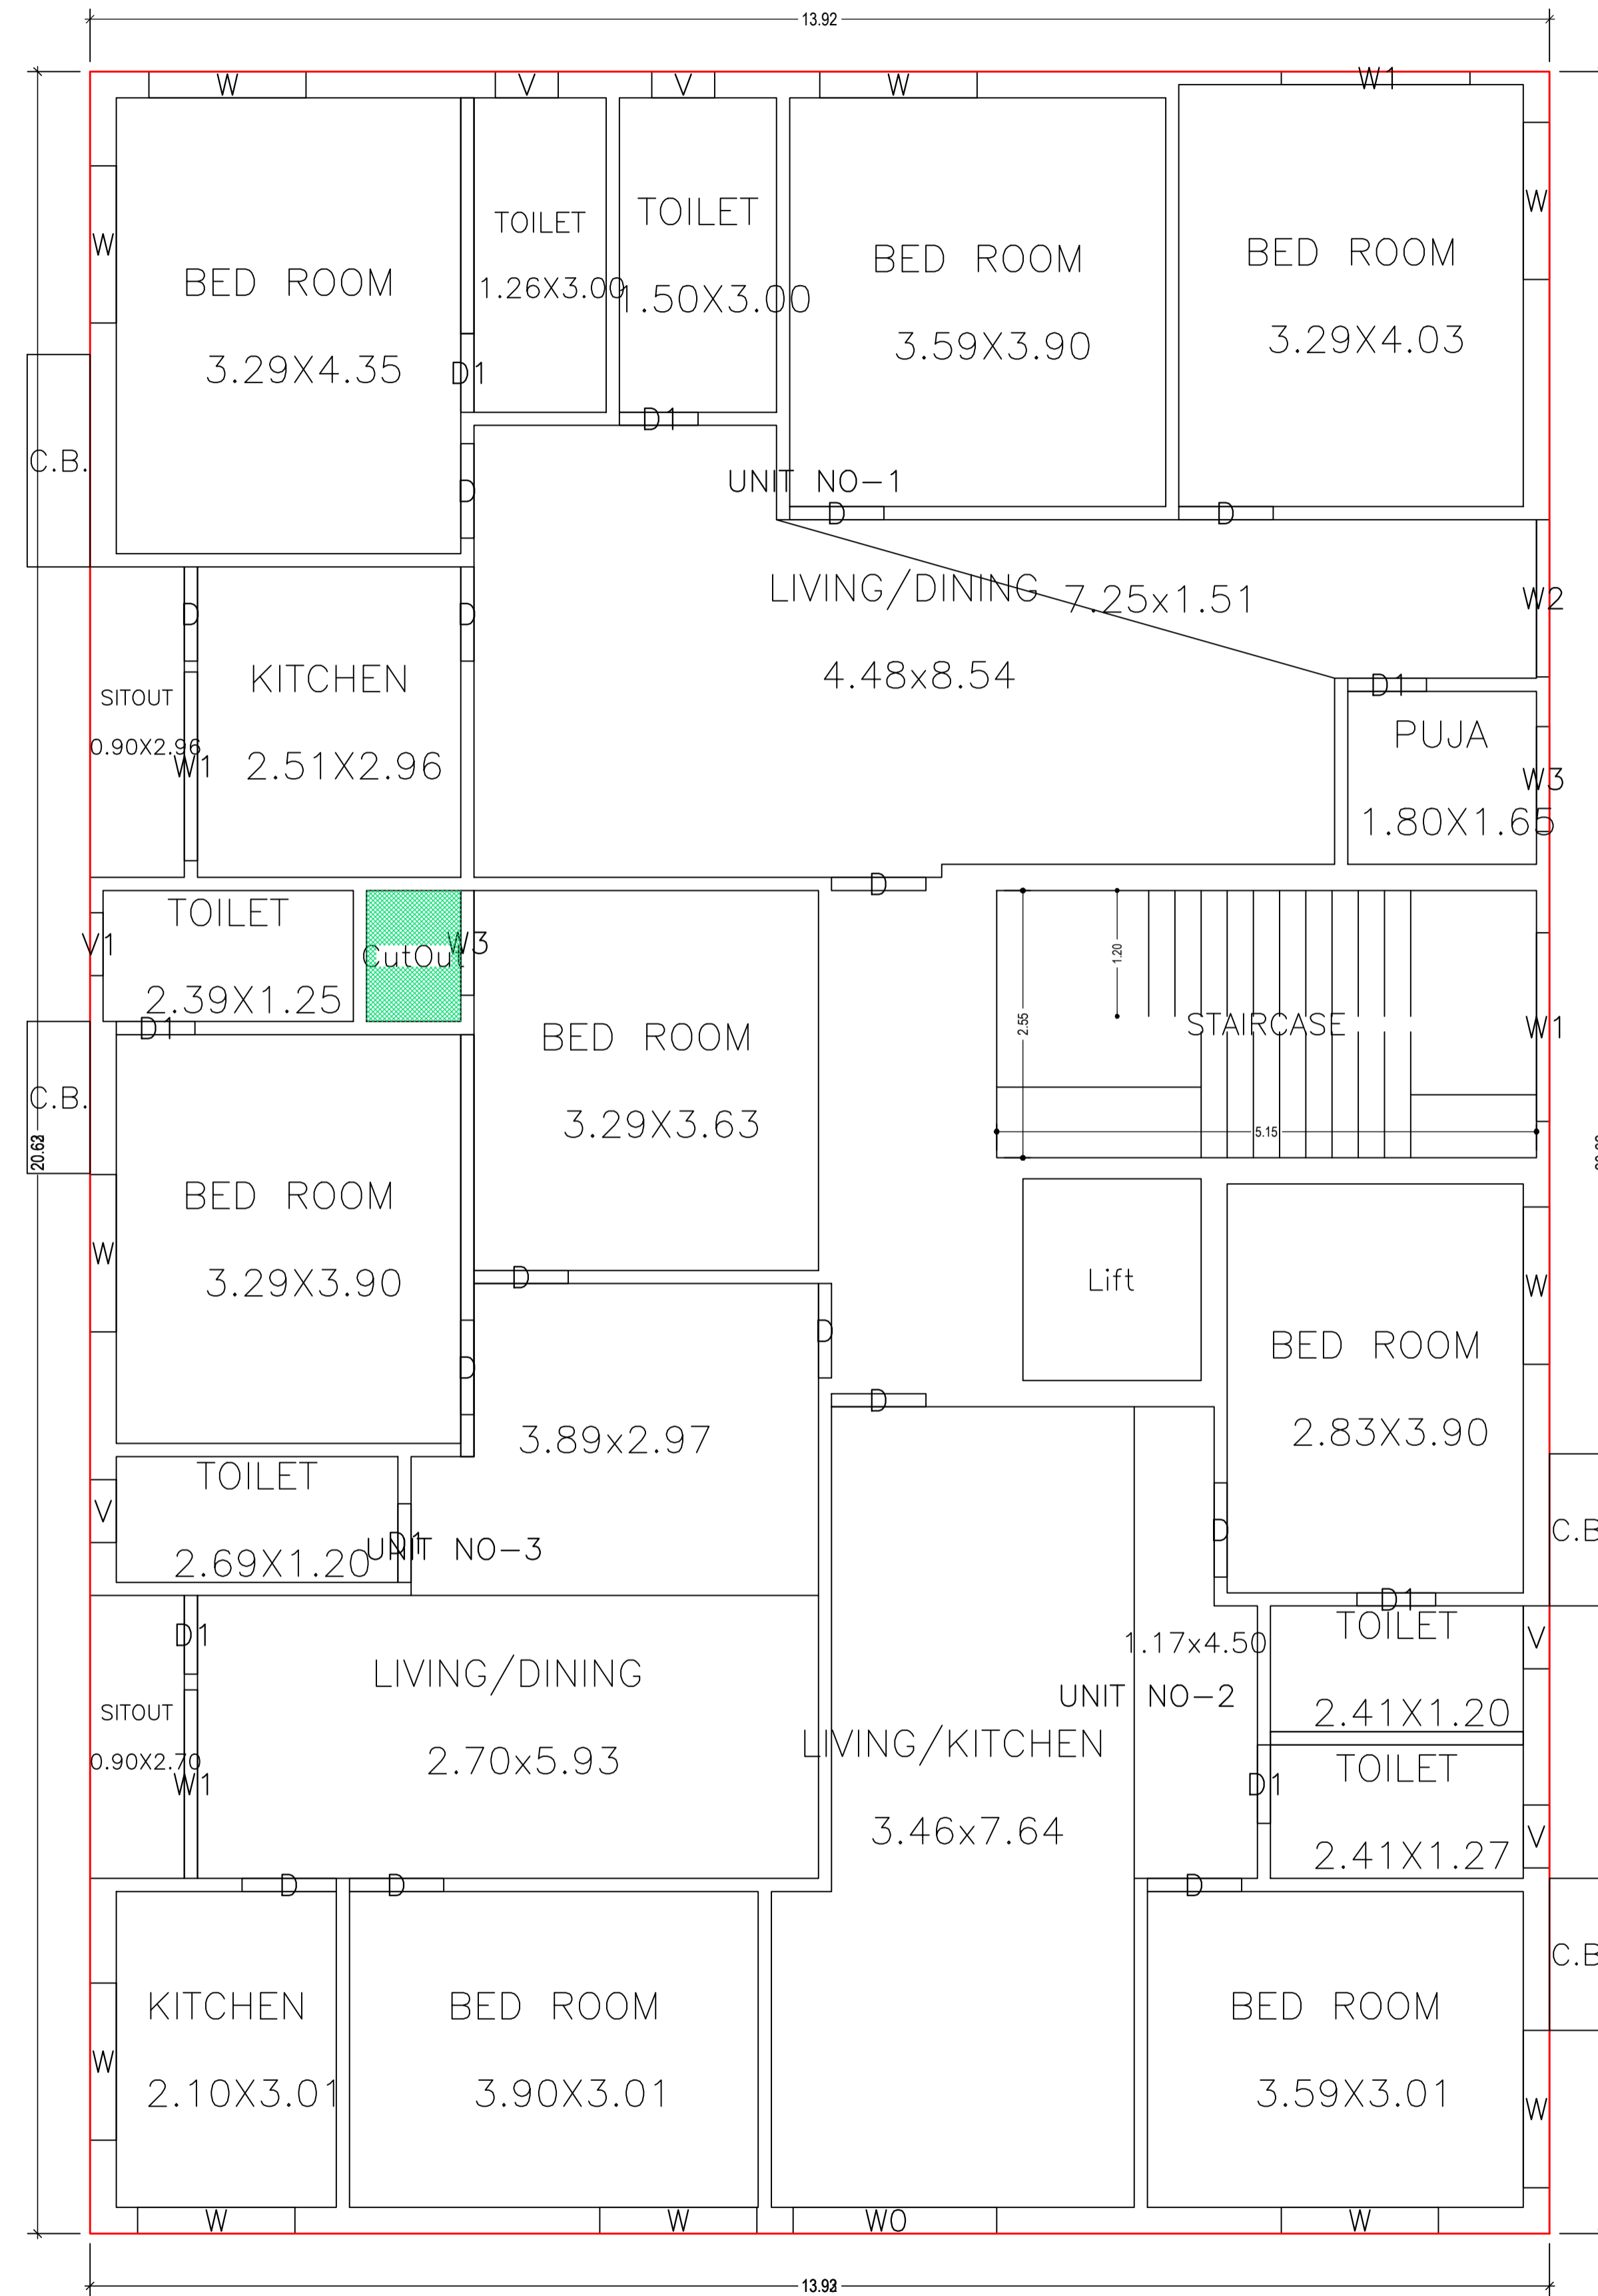 13.92
W
V
V
W
W1
W
W
TOILET
1.26X3.00
TOILET
1.50X3.00
BED ROOM
3.29X4.35
BED ROOM
3.59X3.90
BED ROOM
3.29X4.03
D1
D1
C.B.
D
UNIT NO-1
D
D
LIVING/DINING
7.25x1.51
4.48x8.54
W2
D
D
SITOUT
0.90X2.96
W1
KITCHEN
2.51X2.96
D1
PUJA
1.80X1.65
W3
D
TOILET
2.39X1.25
V1
CutOut
W3
D1
1.20
2.55
STAIRCASE
W1
5.15
BED ROOM
3.29X3.63
C.B.
20.63
BED ROOM
3.29X3.90
W
D
Lift
D
D
D
BED ROOM
2.83X3.90
W
3.89x2.97
D
C.B
TOILET
2.69X1.20
V
D1
UNIT NO-3
D1
1.17x4.50
TOILET
2.41X1.20
V
UNIT NO-2
D1
SITOUT
0.90X2.70
W1
LIVING/DINING
2.70x5.93
LIVING/KITCHEN
3.46x7.64
D1
TOILET
2.41X1.27
V
D
D
D
C.B
KITCHEN
2.10X3.01
W
BED ROOM
3.90X3.01
BED ROOM
3.59X3.01
W
W
W
WO
W